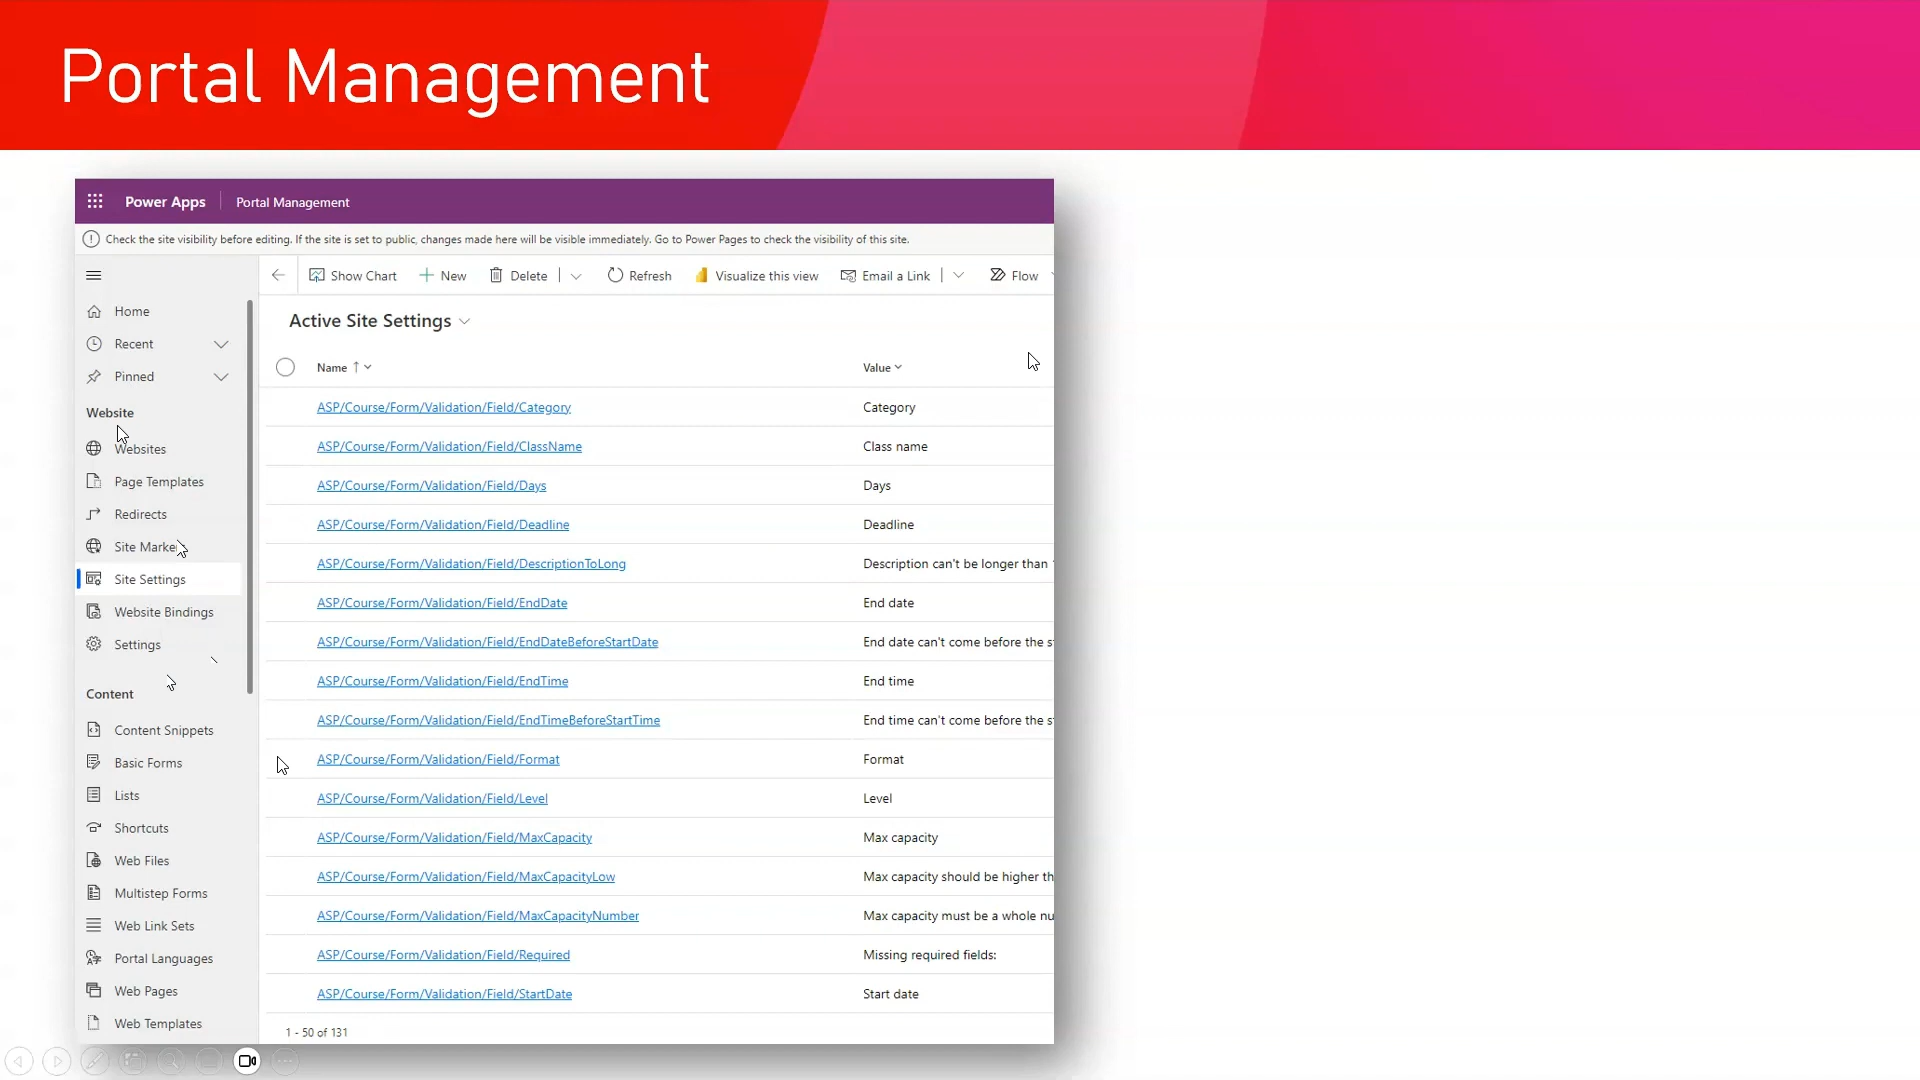 Portal Management
Power Apps
Portal Management
Check the site visibility before editing. If the site is set to public, changes made here will be visible immediately. Go to Power Pages to check the visibility of this site.
Show Chart
New
Delete
Refresh
Visualize this view
Email a Link
Flow
Home
Recent
Pinned
Website
Websites
Page Templates
Redirects
Site Marke
Site Settings
Website Bindings
Settings
Content
Content Snippets
Basic Forms
Lists
Shortcuts
Web Files
Multistep Forms
Web Link Sets
Portal Languages
Web Pages
Web Templates
Active Site Settings
Name Value
ASP/Course/Form/Validation/Field/Category Category
ASP/Course/Form/Validation/Field/ClassName Class name
ASP/Course/Form/Validation/Field/Days Days
ASP/Course/Form/Validation/Field/Deadline Deadline
ASP/Course/Form/Validation/Field/DescriptionToLong Description can't be longer than
ASP/Course/Form/Validation/Field/EndDate End date
ASP/Course/Form/Validation/Field/EndDateBeforeStartDate End date can't come before the s
ASP/Course/Form/Validation/Field/EndTime End time
ASP/Course/Form/Validation/Field/EndTimeBeforeStartTime End time can't come before the s
ASP/Course/Form/Validation/Field/Format Format
ASP/Course/Form/Validation/Field/Level Level
ASP/Course/Form/Validation/Field/MaxCapacity Max capacity
ASP/Course/Form/Validation/Field/MaxCapacityLow Max capacity should be higher th
ASP/Course/Form/Validation/Field/MaxCapacityNumber Max capacity must be a whole nu
ASP/Course/Form/Validation/Field/Required Missing required fields:
ASP/Course/Form/Validation/Field/StartDate Start date
1 - 50 of 131